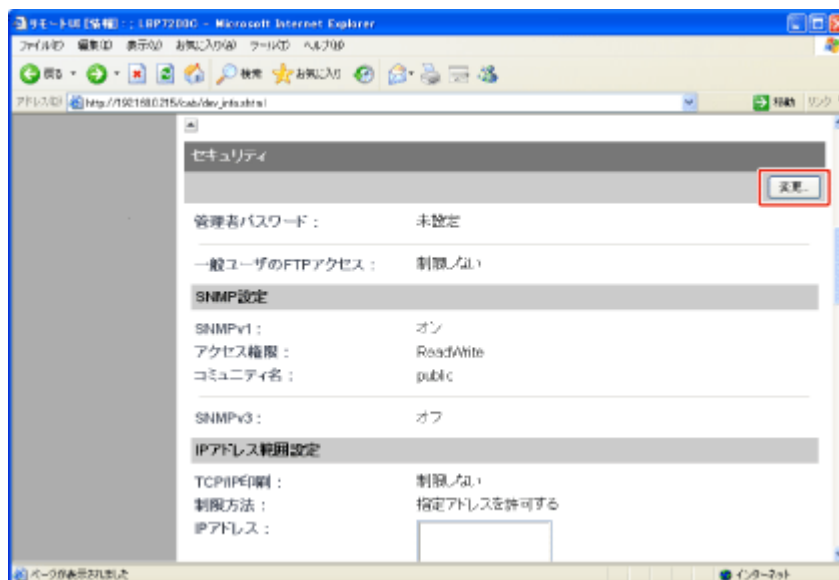 リモートUI [情報] : ; LBP7200C - Microsoft Internet Explorer
ファイル(F) 編集(E) 表示(V) お気に入り(A) ツール(T) ヘルプ(H)
戻る 検索 お気に入り
アドレス(D) http://192.168.0.215/cab/dev_info.shtml 移動 リンク
セキュリティ
変更...
管理者パスワード : 未設定
一般ユーザのFTPアクセス : 制限しない
SNMP設定
SNMPv1 : オン
アクセス権限 : ReadWrite
コミュニティ名 : public
SNMPv3 : オフ
IPアドレス範囲設定
TCP/IP印刷 : 制限しない
制限方法 : 指定アドレスを許可する
IPアドレス :
ページが表示されました インターネット